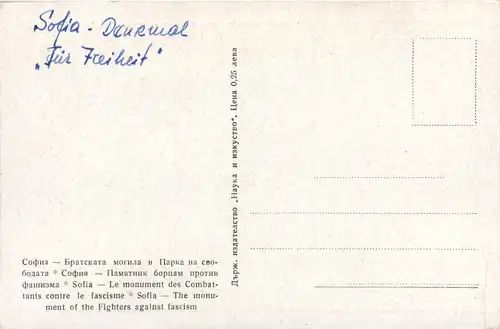 Sofia - Denkmal
„Für Freiheit"
София — Братската могила в Парка на сво-
бодата * София — Памятник борцам против
фашизма * Sofia — Le monument des Combat-
tants contre le fascisme * Sofia — The monu-
ment of the Fighters against fascism
Държ. издателство „Наука и изкуство". Цена 0,25 лева